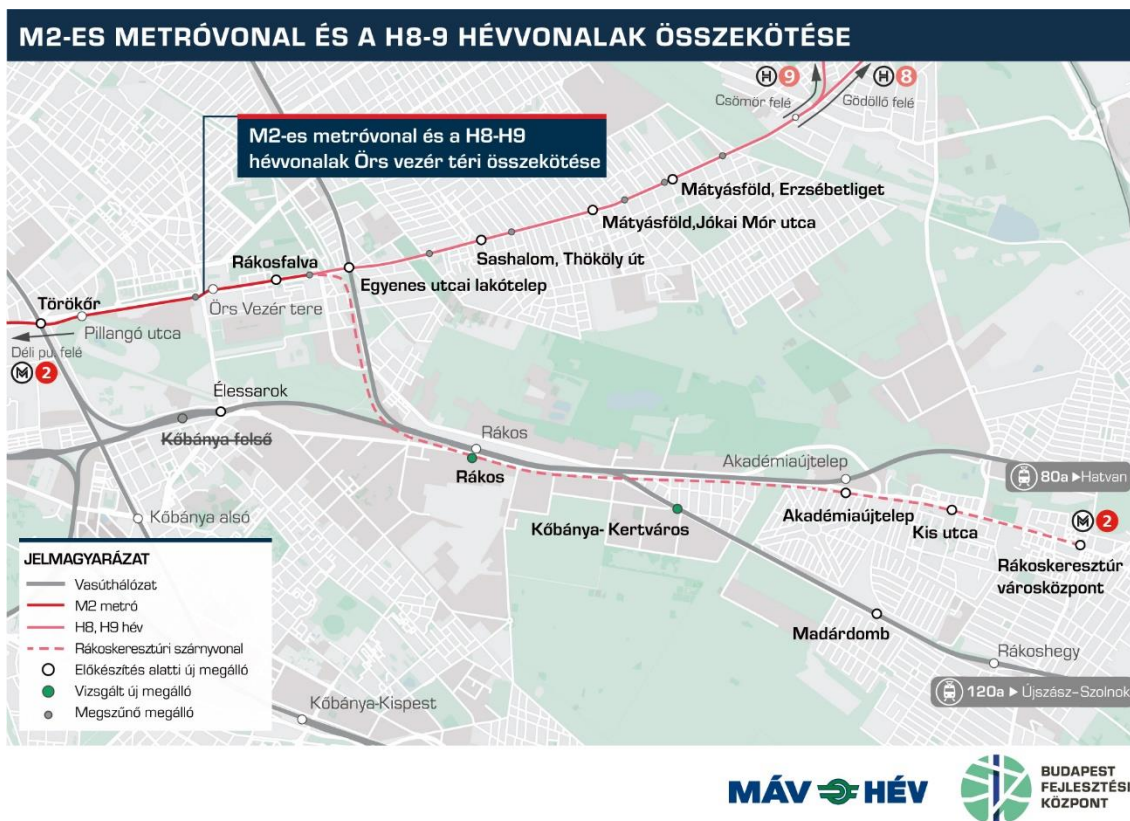 M2-ES METRÓVONAL ÉS A H8-9 HÉVVONALAK ÖSSZEKÖTÉSE
H 9
H 8
Csömör felé
Gödöllő felé
M2-es metróvonal és a H8-H9
hévvonalak Örs vezér téri összekötése
Mátyásföld, Erzsébetliget
Mátyásföld,Jókai Mór utca
Sashalom, Thököly út
Rákosfalva
Egyenes utcai lakótelep
Örs Vezér tere
Törökőr
Pillangó utca
Déli pu. felé
M 2
Élessarok
Kőbánya felső
Rákos
Rákos
Akadémiaújtelep
80a ▶Hatvan
Kőbánya alsó
Kőbánya- Kertváros
Akadémiaújtelep
Kis utca
M 2
Rákoskeresztúr
városközpont
Madárdomb
Rákoshegy
120a ▶ Újszász-Szolnok
Kőbánya-Kispest
JELMAGYARÁZAT
Vasúthálózat
M2 metró
H8, H9 hév
Rákoskeresztúri szárnyvonal
Előkészítés alatti új megálló
Vizsgált új megálló
Megszűnő megálló
MÁV HÉV
BUDAPEST
FEJLESZTÉSI
KÖZPONT